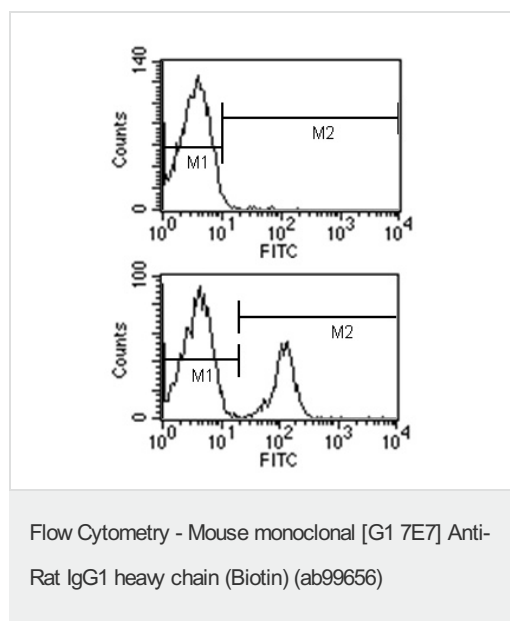 140
Counts
M1
M2
0
10^0 10^1 10^2 10^3 10^4
FITC
100
Counts
M1
M2
0
10^0 10^1 10^2 10^3 10^4
FITC
Flow Cytometry - Mouse monoclonal [G1 7E7] Anti-
Rat IgG1 heavy chain (Biotin) (ab99656)